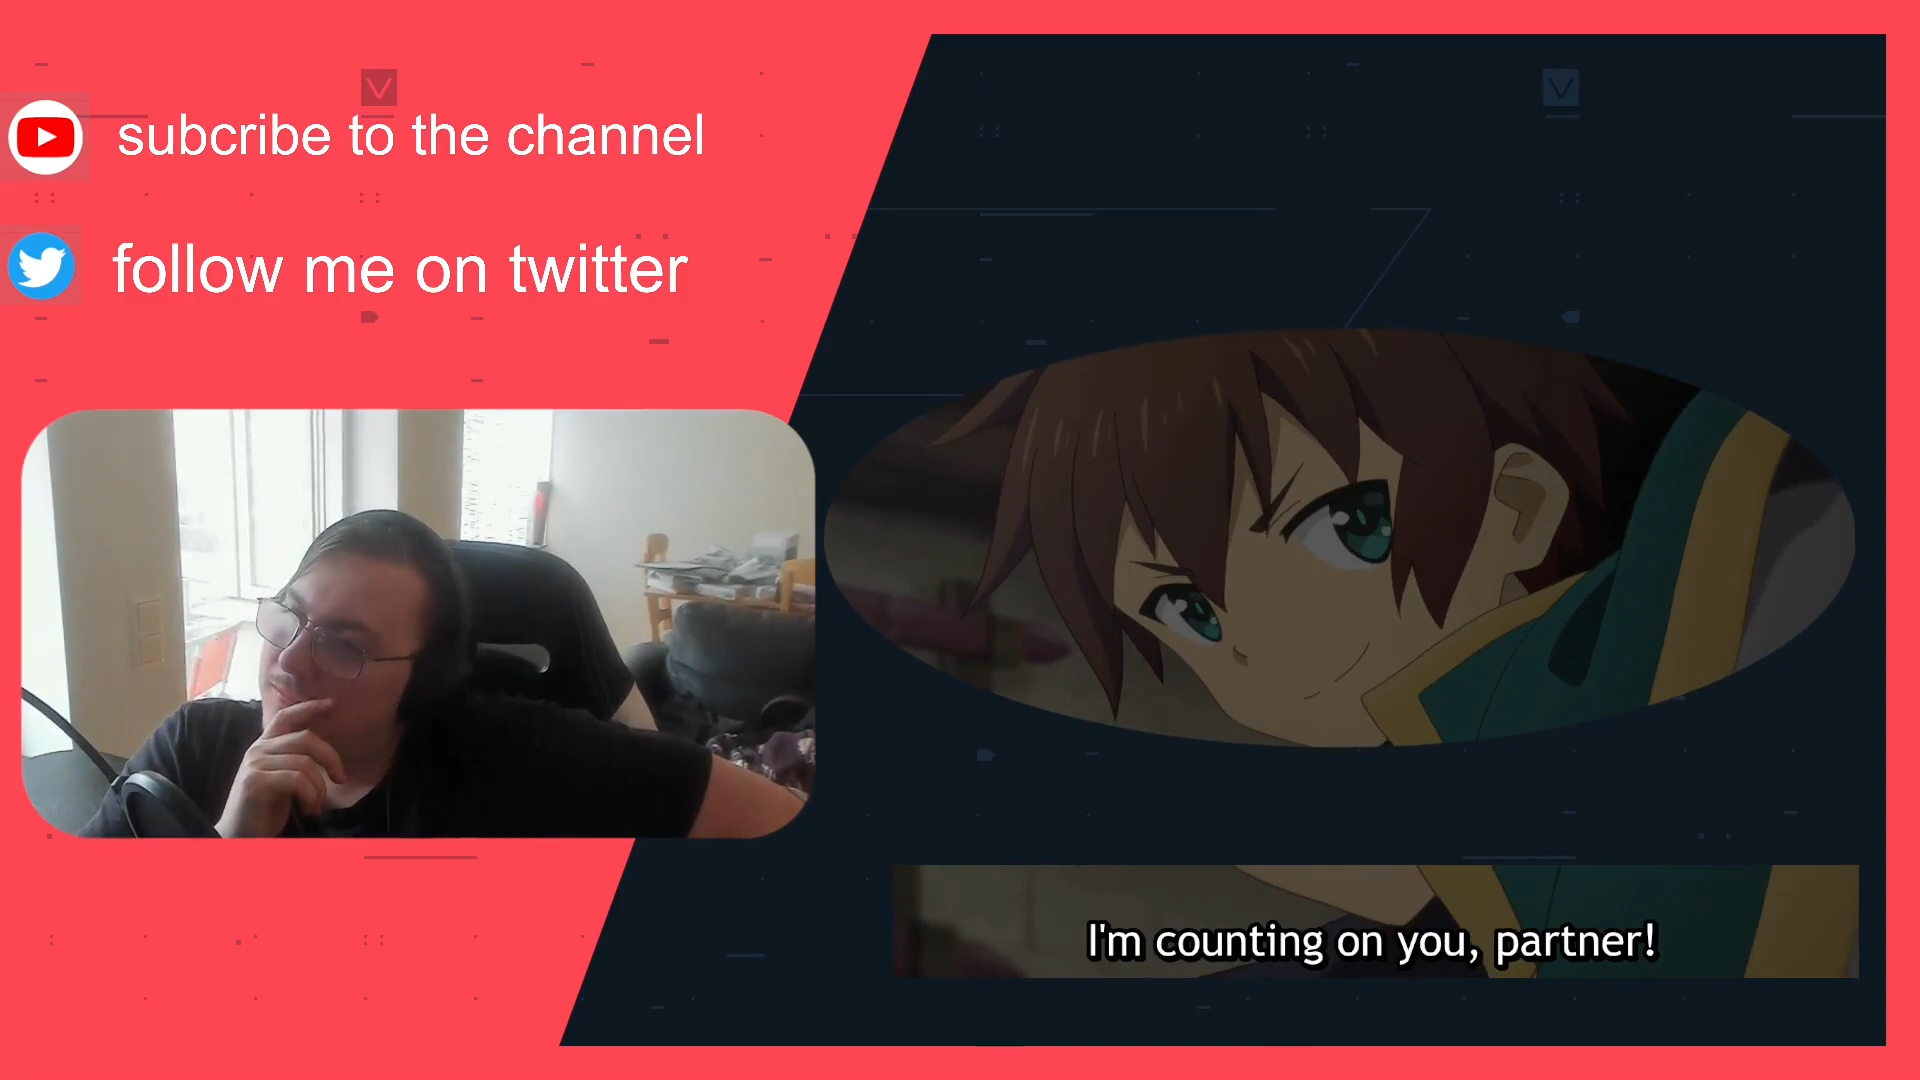 subcribe to the channel
follow me on twitter
I'm counting on you, partner!